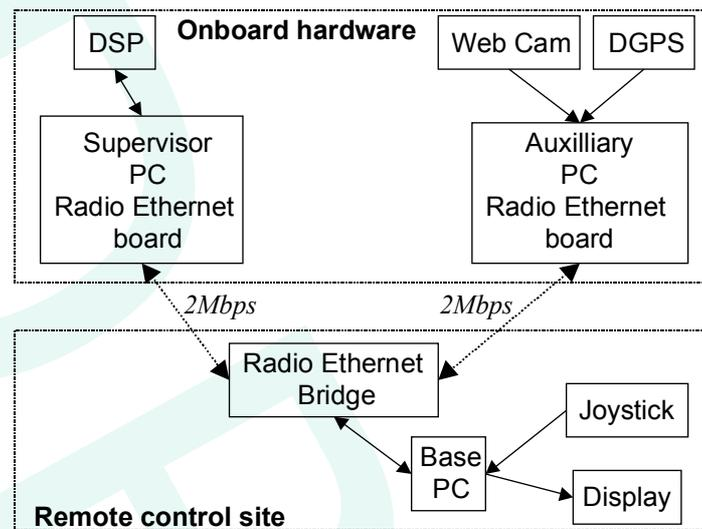 Onboard hardware
DSP
Web Cam
DGPS
Supervisor
PC
Radio Ethernet
board
Auxilliary
PC
Radio Ethernet
board
2Mbps
2Mbps
Radio Ethernet
Bridge
Joystick
Base
PC
Display
Remote control site